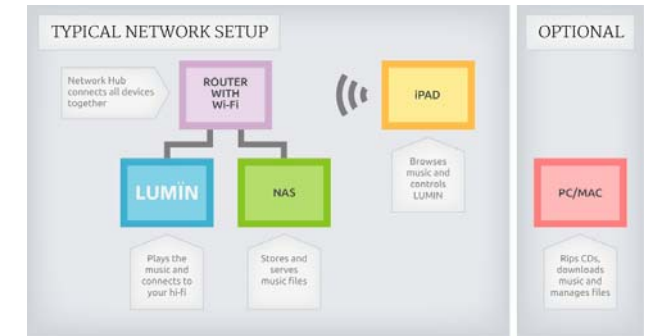 TYPICAL NETWORK SETUP
OPTIONAL
Network Hub
connects all devices
together
ROUTER
WITH
Wi-Fi
iPAD
Browses
music and
controls
LUMIN
LUMÏN
NAS
PC/MAC
Plays the
music and
connects to
your hi-fi
Stores and
serves
music files
Rips CDs,
downloads
music and
manages files